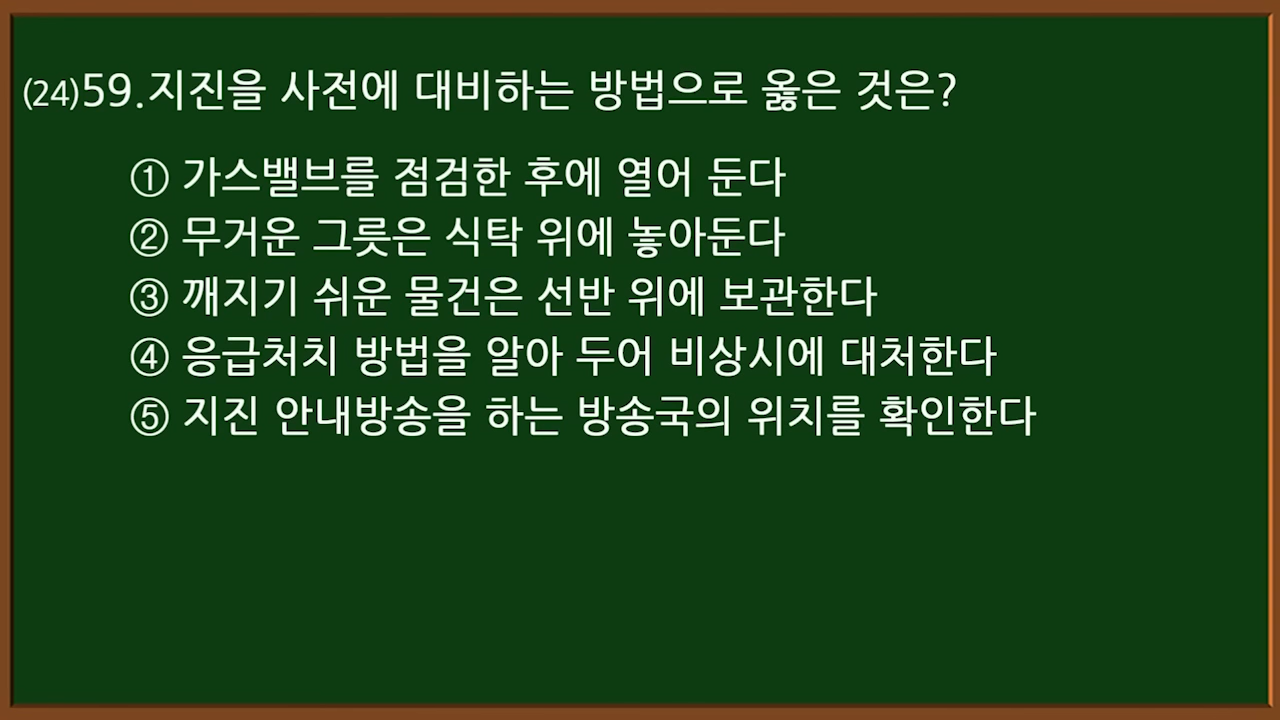 (24)59.지진을 사전에 대비하는 방법으로 옳은 것은?
① 가스밸브를 점검한 후에 열어 둔다
② 무거운 그릇은 식탁 위에 놓아둔다
③ 깨지기 쉬운 물건은 선반 위에 보관한다
④ 응급처치 방법을 알아 두어 비상시에 대처한다
⑤ 지진 안내방송을 하는 방송국의 위치를 확인한다